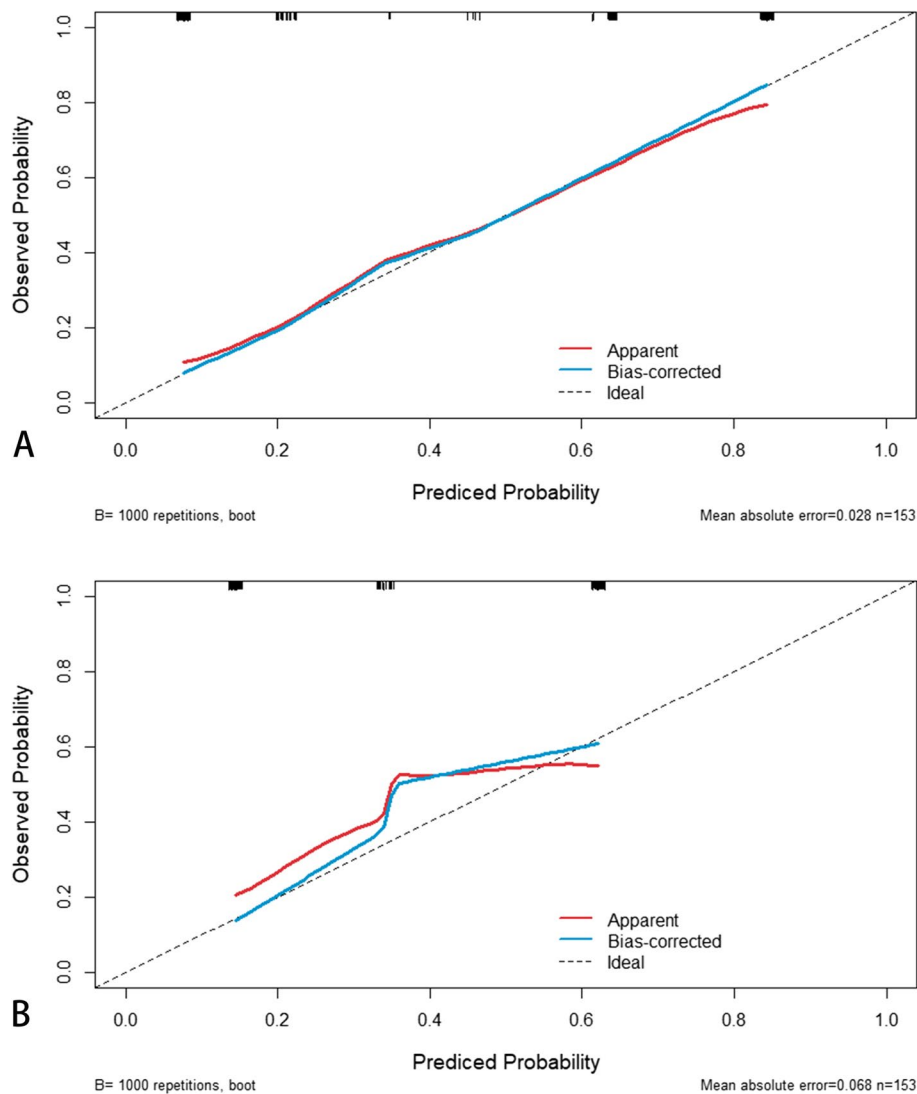 1.0
0.8
0.6
0.4
0.2
0.0
Observed Probability
Apparent
Bias-corrected
Ideal
A
0.0 0.2 0.4 0.6 0.8 1.0
Prediced Probability
B= 1000 repetitions, boot Mean absolute error=0.028 n=153
1.0
0.8
0.6
0.4
0.2
0.0
Observed Probability
Apparent
Bias-corrected
Ideal
B
0.0 0.2 0.4 0.6 0.8 1.0
Prediced Probability
B= 1000 repetitions, boot Mean absolute error=0.068 n=153